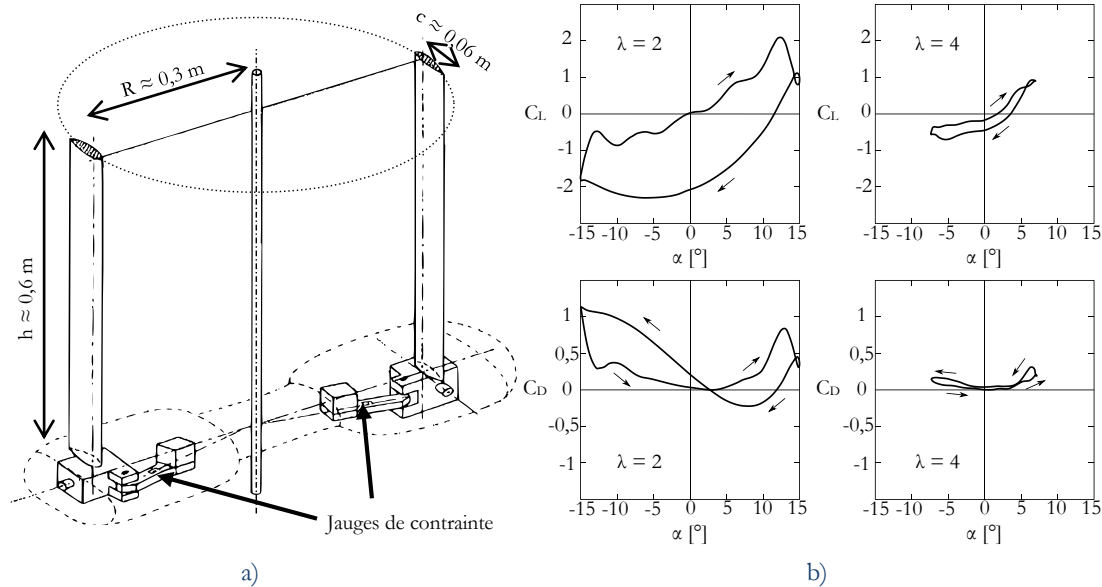 c ≈ 0.06 m
R ≈ 0,3 m
h ≈ 0,6 m
Jauges de contrainte
a)
2
1
0
-1
-2
C_L
λ = 2
-15 -10 -5 0 5 10 15
α [°]
2
1
0
-1
-2
C_L
λ = 4
-15 -10 -5 0 5 10 15
α [°]
1
0,5
0
-0,5
-1
C_D
λ = 2
-15 -10 -5 0 5 10 15
α [°]
1
0,5
0
-0,5
-1
C_D
λ = 4
-15 -10 -5 0 5 10 15
α [°]
b)